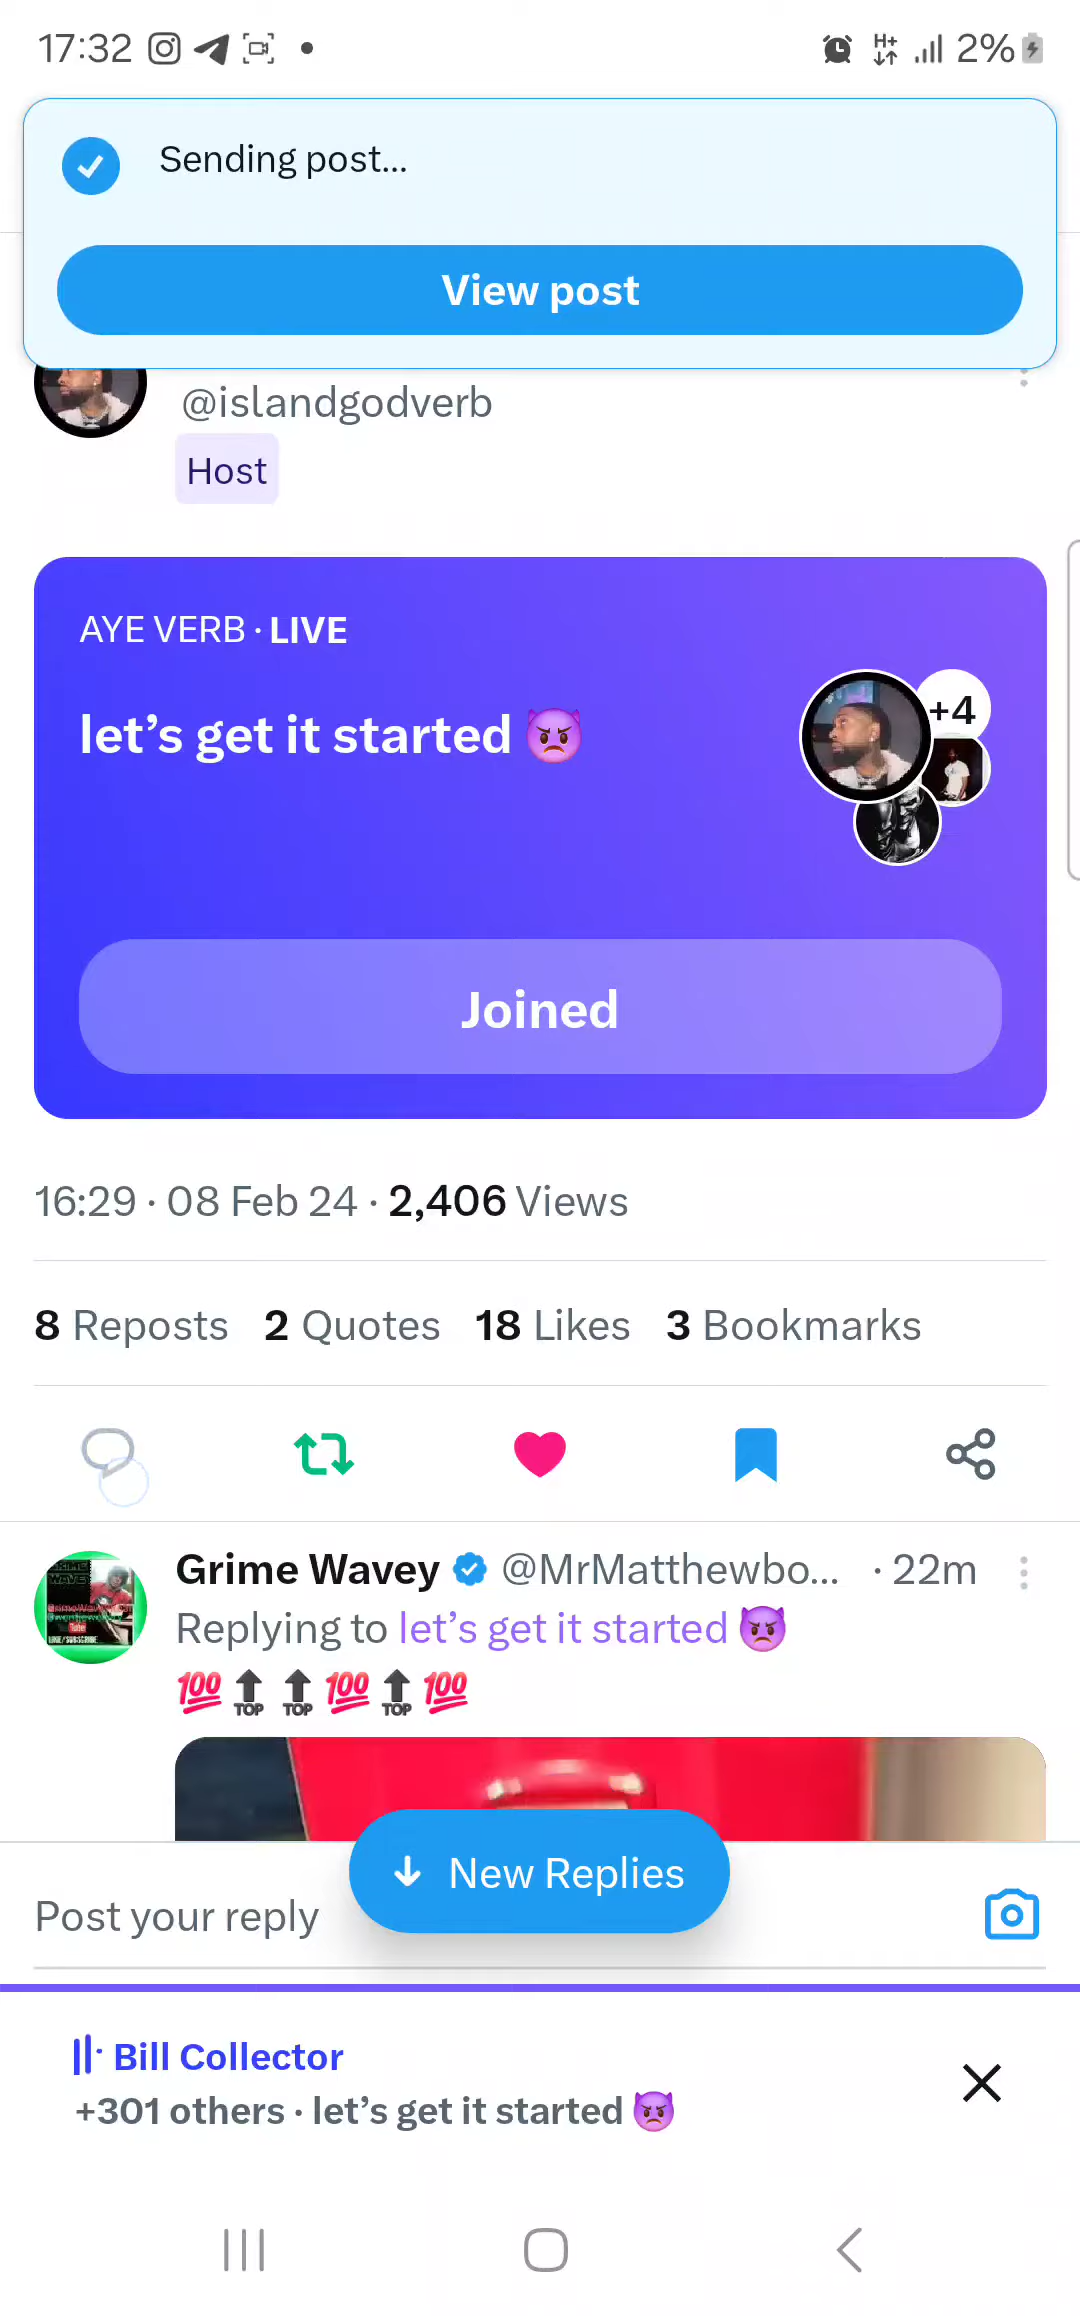 17:32
2%
Sending post...
View post
@islandgodverb
Host
AYE VERB · LIVE
let’s get it started 👿
+4
Joined
16:29 · 08 Feb 24 · 2,406 Views
8 Reposts 2 Quotes 18 Likes 3 Bookmarks
Grime Wavey @MrMatthewbo... · 22m
Replying to let’s get it started 👿
💯🔝🔝💯🔝💯
New Replies
Post your reply
Bill Collector
+301 others · let’s get it started 👿